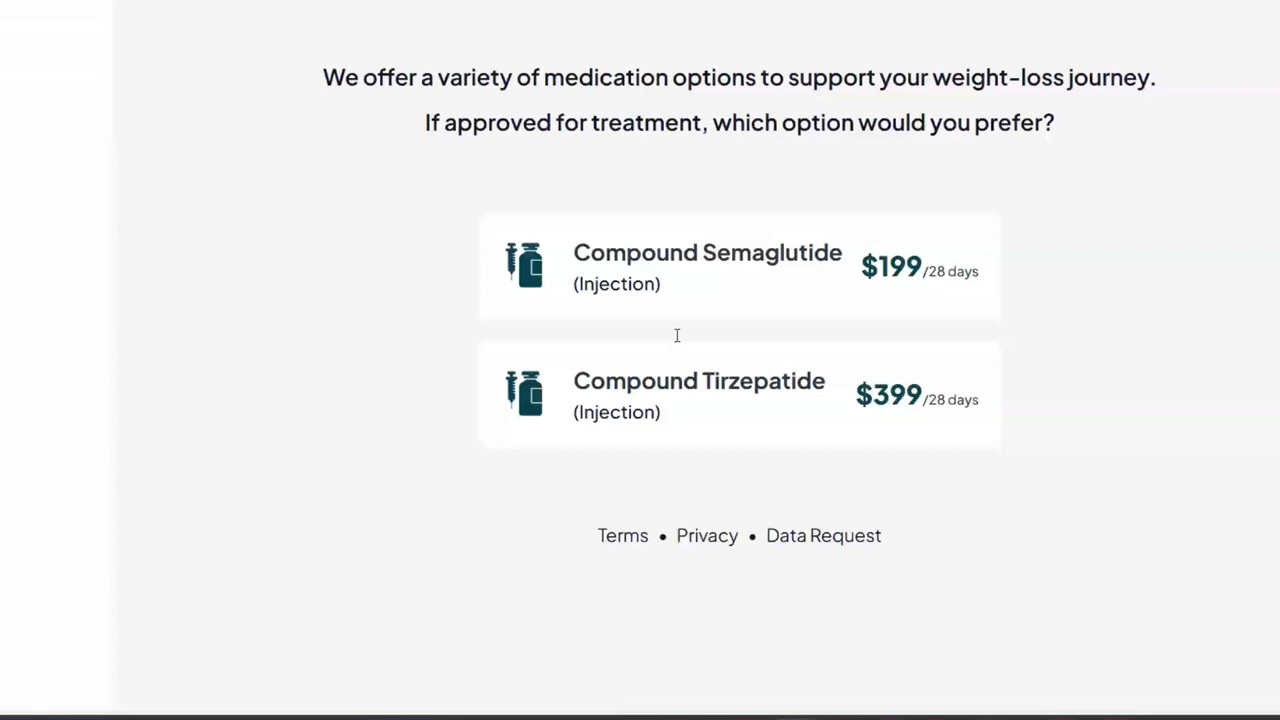 We offer a variety of medication options to support your weight-loss journey.
If approved for treatment, which option would you prefer?
Compound Semaglutide
(Injection)
$199/28 days
Compound Tirzepatide
(Injection)
$399/28 days
Terms • Privacy • Data Request